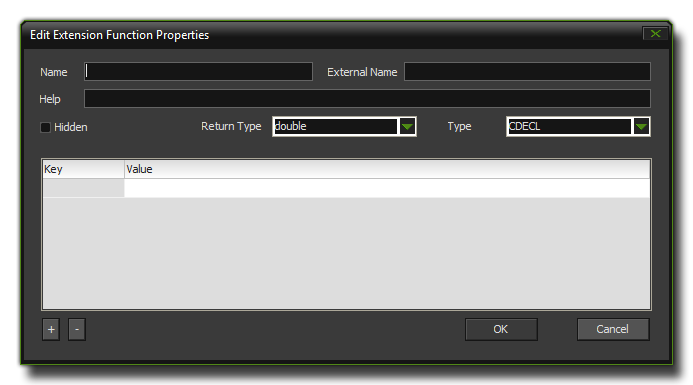 Edit Extension Function Properties
Name External Name
Help
Hidden Return Type double Type CDECL
Key Value
+ - OK Cancel